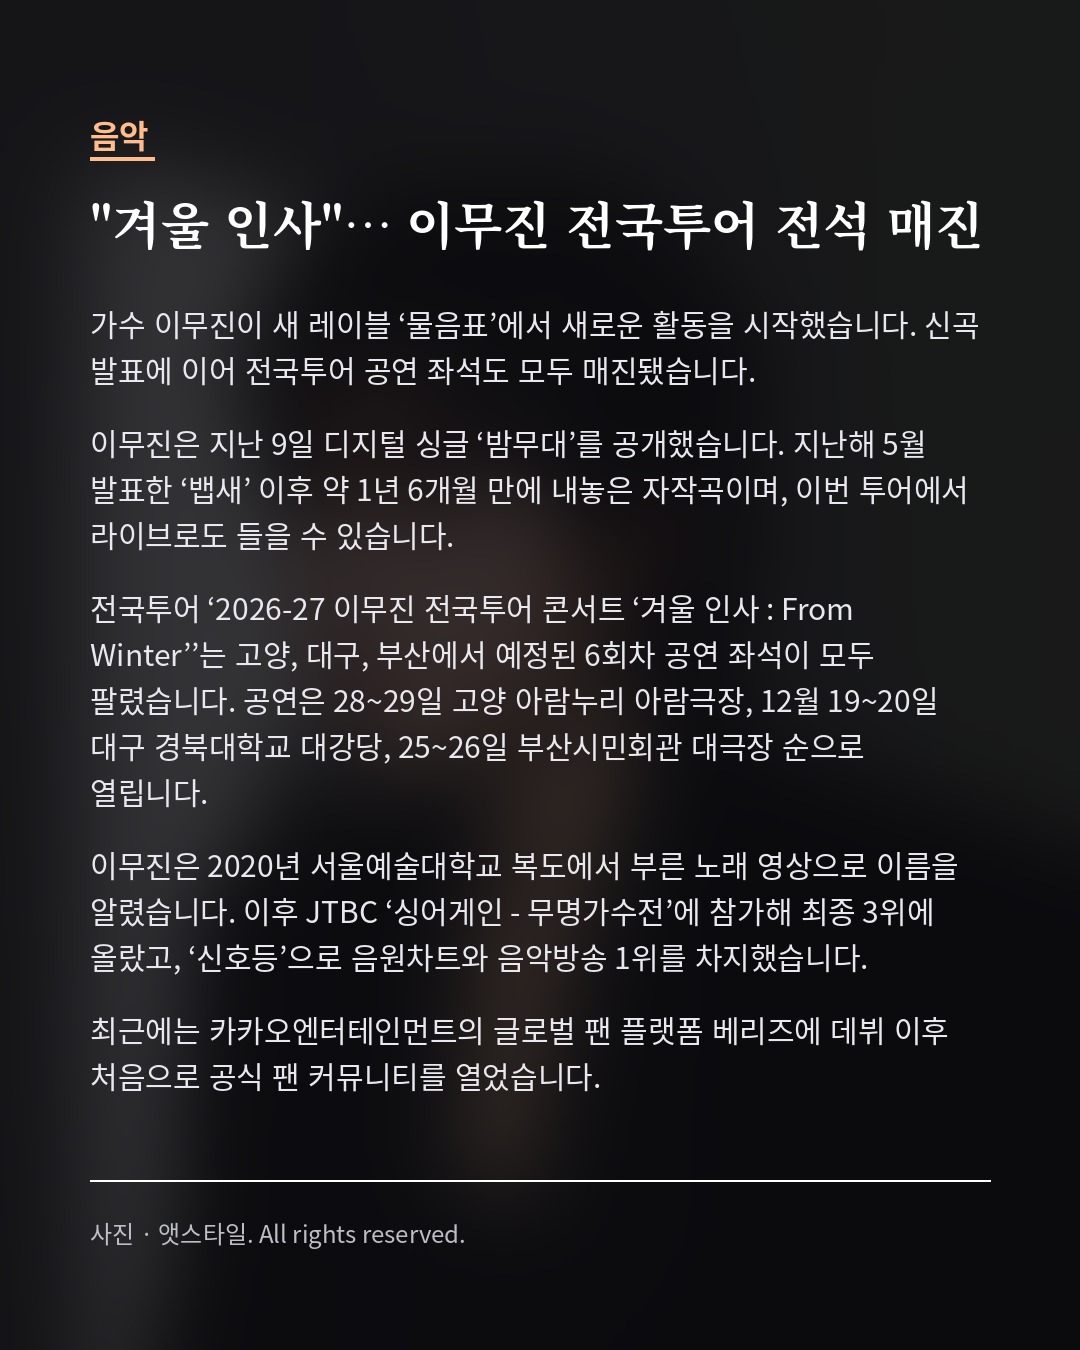 음악
"겨울 인사"… 이무진 전국투어 전석 매진
가수 이무진이 새 레이블 ‘물음표’에서 새로운 활동을 시작했습니다. 신곡
발표에 이어 전국투어 공연 좌석도 모두 매진됐습니다.
이무진은 지난 9일 디지털 싱글 ‘밤무대’를 공개했습니다. 지난해 5월
발표한 ‘뱁새’ 이후 약 1년 6개월 만에 내놓은 자작곡이며, 이번 투어에서
라이브로도 들을 수 있습니다.
전국투어 ‘2026-27 이무진 전국투어 콘서트 ‘겨울 인사 : From
Winter’’는 고양, 대구, 부산에서 예정된 6회차 공연 좌석이 모두
팔렸습니다. 공연은 28~29일 고양 아람누리 아람극장, 12월 19~20일
대구 경북대학교 대강당, 25~26일 부산시민회관 대극장 순으로
열립니다.
이무진은 2020년 서울예술대학교 복도에서 부른 노래 영상으로 이름을
알렸습니다. 이후 JTBC ‘싱어게인 - 무명가수전’에 참가해 최종 3위에
올랐고, ‘신호등’으로 음원차트와 음악방송 1위를 차지했습니다.
최근에는 카카오엔터테인먼트의 글로벌 팬 플랫폼 베리즈에 데뷔 이후
처음으로 공식 팬 커뮤니티를 열었습니다.
사진 · 앳스타일. All rights reserved.